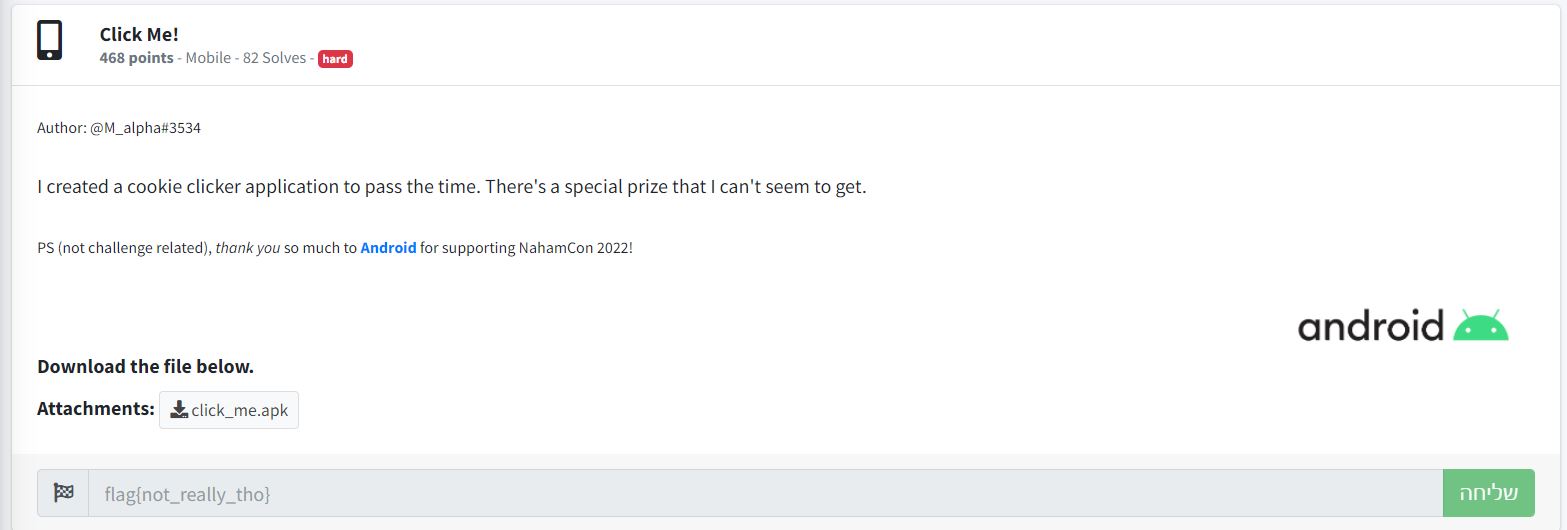 Click Me!
468 points - Mobile - 82 Solves - hard
Author: @M_alpha#3534
I created a cookie clicker application to pass the time. There's a special prize that I can't seem to get.
PS (not challenge related), thank you so much to Android for supporting NahamCon 2022!
android
Download the file below.
Attachments: click_me.apk
flag{not_really_tho} שליחה